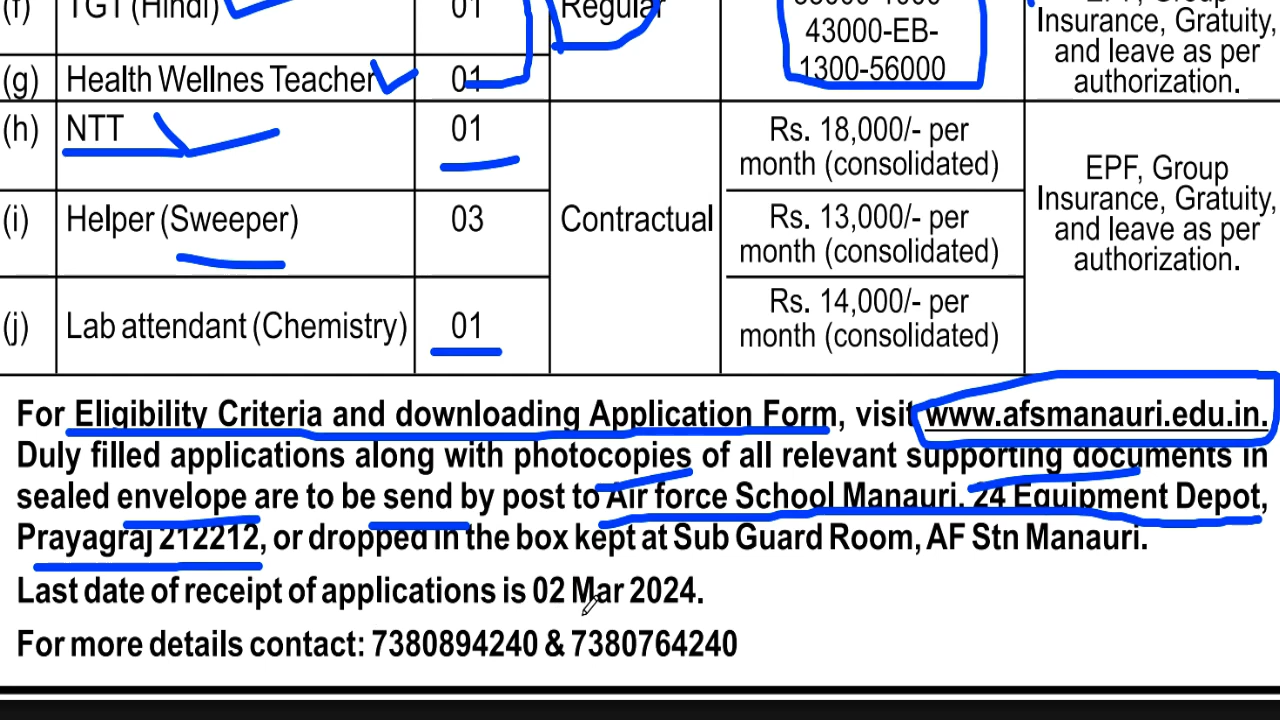 (f) TGT (Hindi) 01 Regular
43000-EB-
1300-56000
Insurance, Gratuity,
and leave as per
authorization.
(g) Health Wellnes Teacher 01
(h) NTT 01 Contractual
Rs. 18,000/- per
month (consolidated)
EPF, Group
Insurance, Gratuity,
and leave as per
authorization.
(i) Helper (Sweeper) 03
Rs. 13,000/- per
month (consolidated)
(j) Lab attendant (Chemistry) 01
Rs. 14,000/- per
month (consolidated)
For Eligibility Criteria and downloading Application Form, visit www.afsmanauri.edu.in.
Duly filled applications along with photocopies of all relevant supporting documents in
sealed envelope are to be send by post to Air force School Manauri, 24 Equipment Depot,
Prayagraj 212212, or dropped in the box kept at Sub Guard Room, AF Stn Manauri.
Last date of receipt of applications is 02 Mar 2024.
For more details contact: 7380894240 & 7380764240